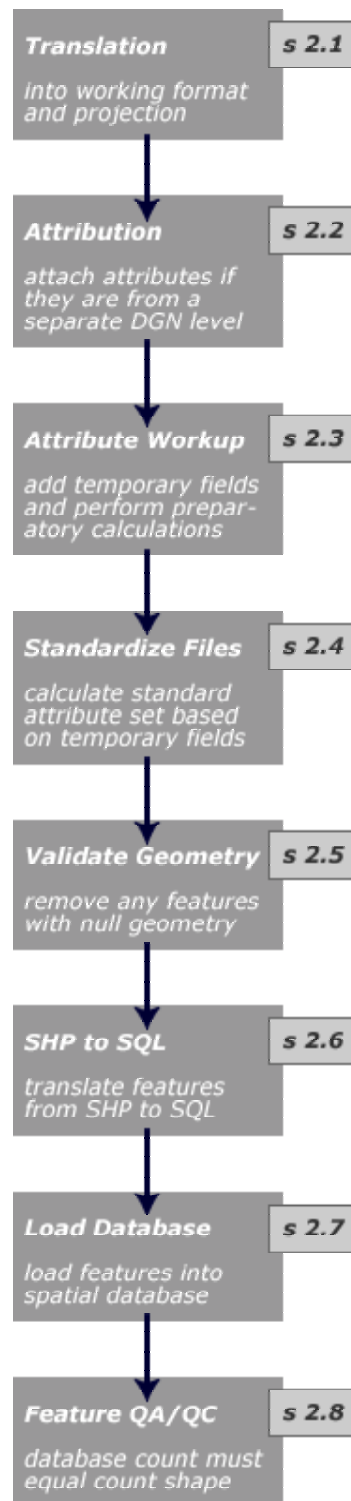 Translation
s 2.1
into working format
and projection
Attribution
s 2.2
attach attributes if
they are from a
separate DGN level
Attribute Workup
s 2.3
add temporary fields
and perform prepar-
atory calculations
Standardize Files
s 2.4
calculate standard
attribute set based
on temporary fields
Validate Geometry
s 2.5
remove any features
with null geometry
SHP to SQL
s 2.6
translate features
from SHP to SQL
Load Database
s 2.7
load features into
spatial database
Feature QA/QC
s 2.8
database count must
equal count shape